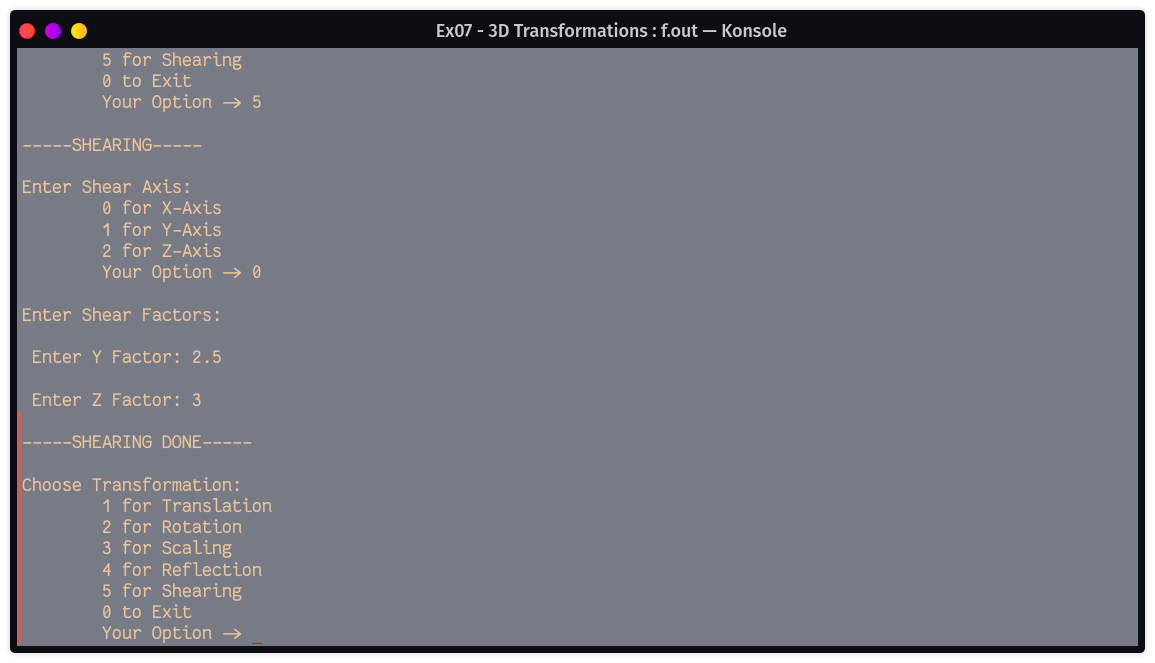 Ex07 - 3D Transformations : f.out — Konsole
5 for Shearing
0 to Exit
Your Option -> 5
-----SHEARING-----
Enter Shear Axis:
0 for X-Axis
1 for Y-Axis
2 for Z-Axis
Your Option -> 0
Enter Shear Factors:
Enter Y Factor: 2.5
Enter Z Factor: 3
-----SHEARING DONE-----
Choose Transformation:
1 for Translation
2 for Rotation
3 for Scaling
4 for Reflection
5 for Shearing
0 to Exit
Your Option -> _